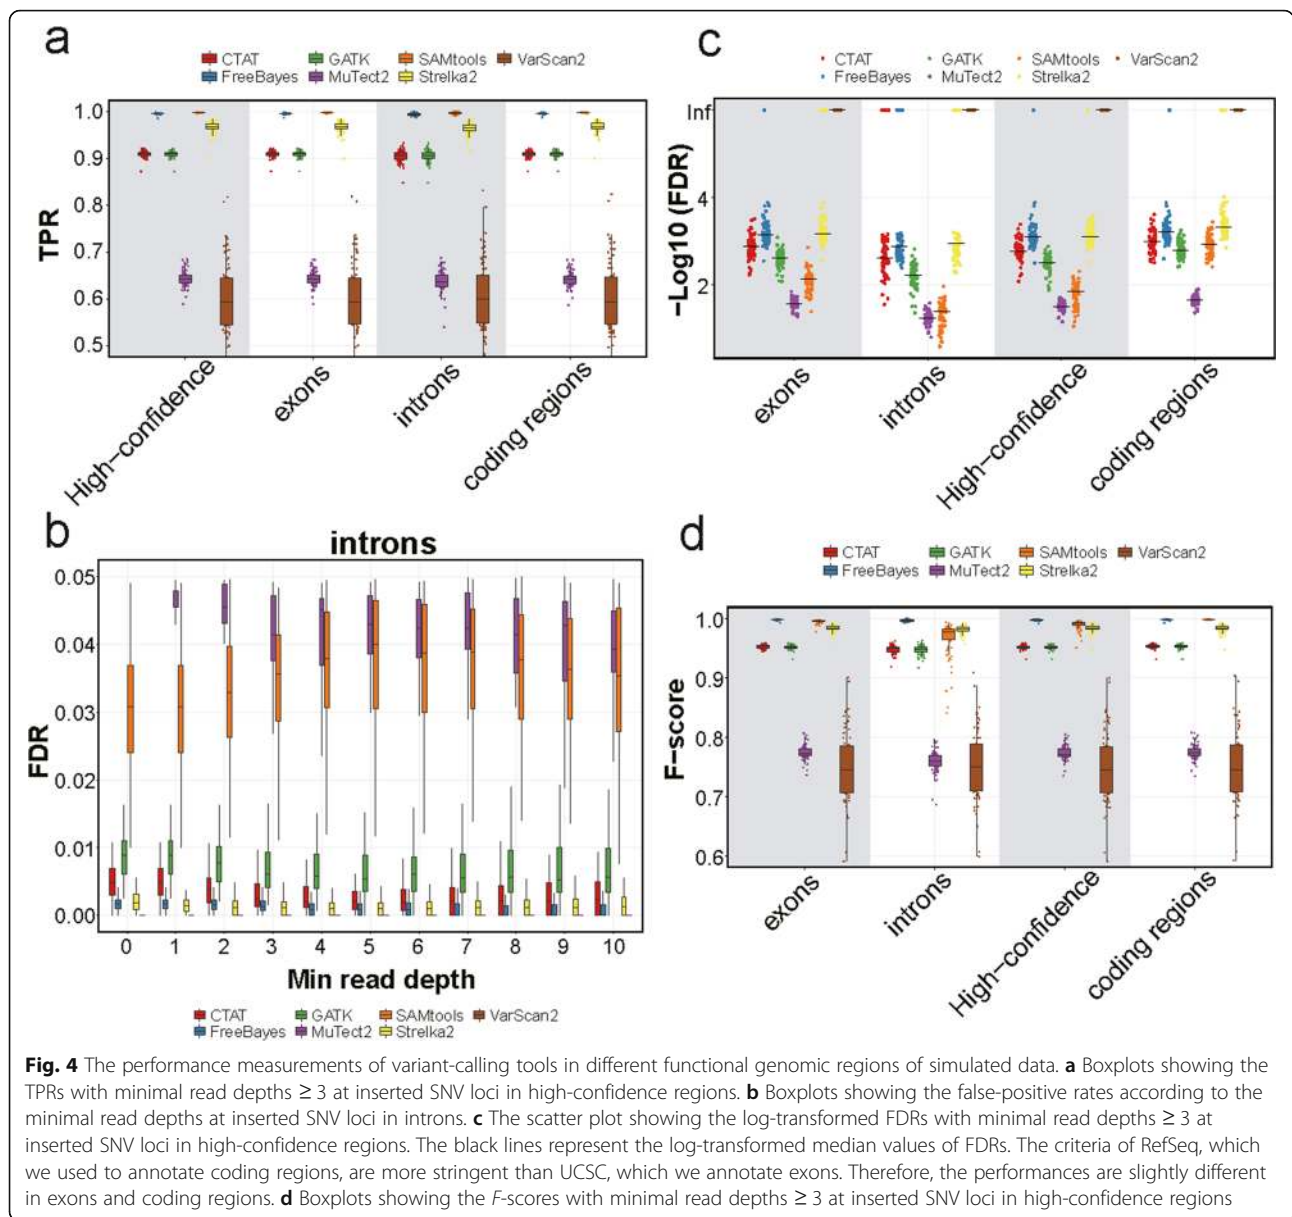 a
CTAT GATK SAMtools VarScan2
FreeBayes MuTect2 Strelka2
TPR
1.0
0.9
0.8
0.7
0.6
0.5
High-confidence exons introns coding regions
c
CTAT GATK SAMtools VarScan2
FreeBayes MuTect2 Strelka2
-Log10 (FDR)
Inf
4
2
exons introns High-confidence coding regions
b
introns
FDR
0.05
0.04
0.03
0.02
0.01
0.00
0 1 2 3 4 5 6 7 8 9 10
Min read depth
CTAT GATK SAMtools VarScan2
FreeBayes MuTect2 Strelka2
d
CTAT GATK SAMtools VarScan2
FreeBayes MuTect2 Strelka2
F-score
1.0
0.9
0.8
0.7
0.6
exons introns High-confidence coding regions
Fig. 4 The performance measurements of variant-calling tools in different functional genomic regions of simulated data. a Boxplots showing the
TPRs with minimal read depths ≥ 3 at inserted SNV loci in high-confidence regions. b Boxplots showing the false-positive rates according to the
minimal read depths at inserted SNV loci in introns. c The scatter plot showing the log-transformed FDRs with minimal read depths ≥ 3 at
inserted SNV loci in high-confidence regions. The black lines represent the log-transformed median values of FDRs. The criteria of RefSeq, which
we used to annotate coding regions, are more stringent than UCSC, which we annotate exons. Therefore, the performances are slightly different
in exons and coding regions. d Boxplots showing the F-scores with minimal read depths ≥ 3 at inserted SNV loci in high-confidence regions